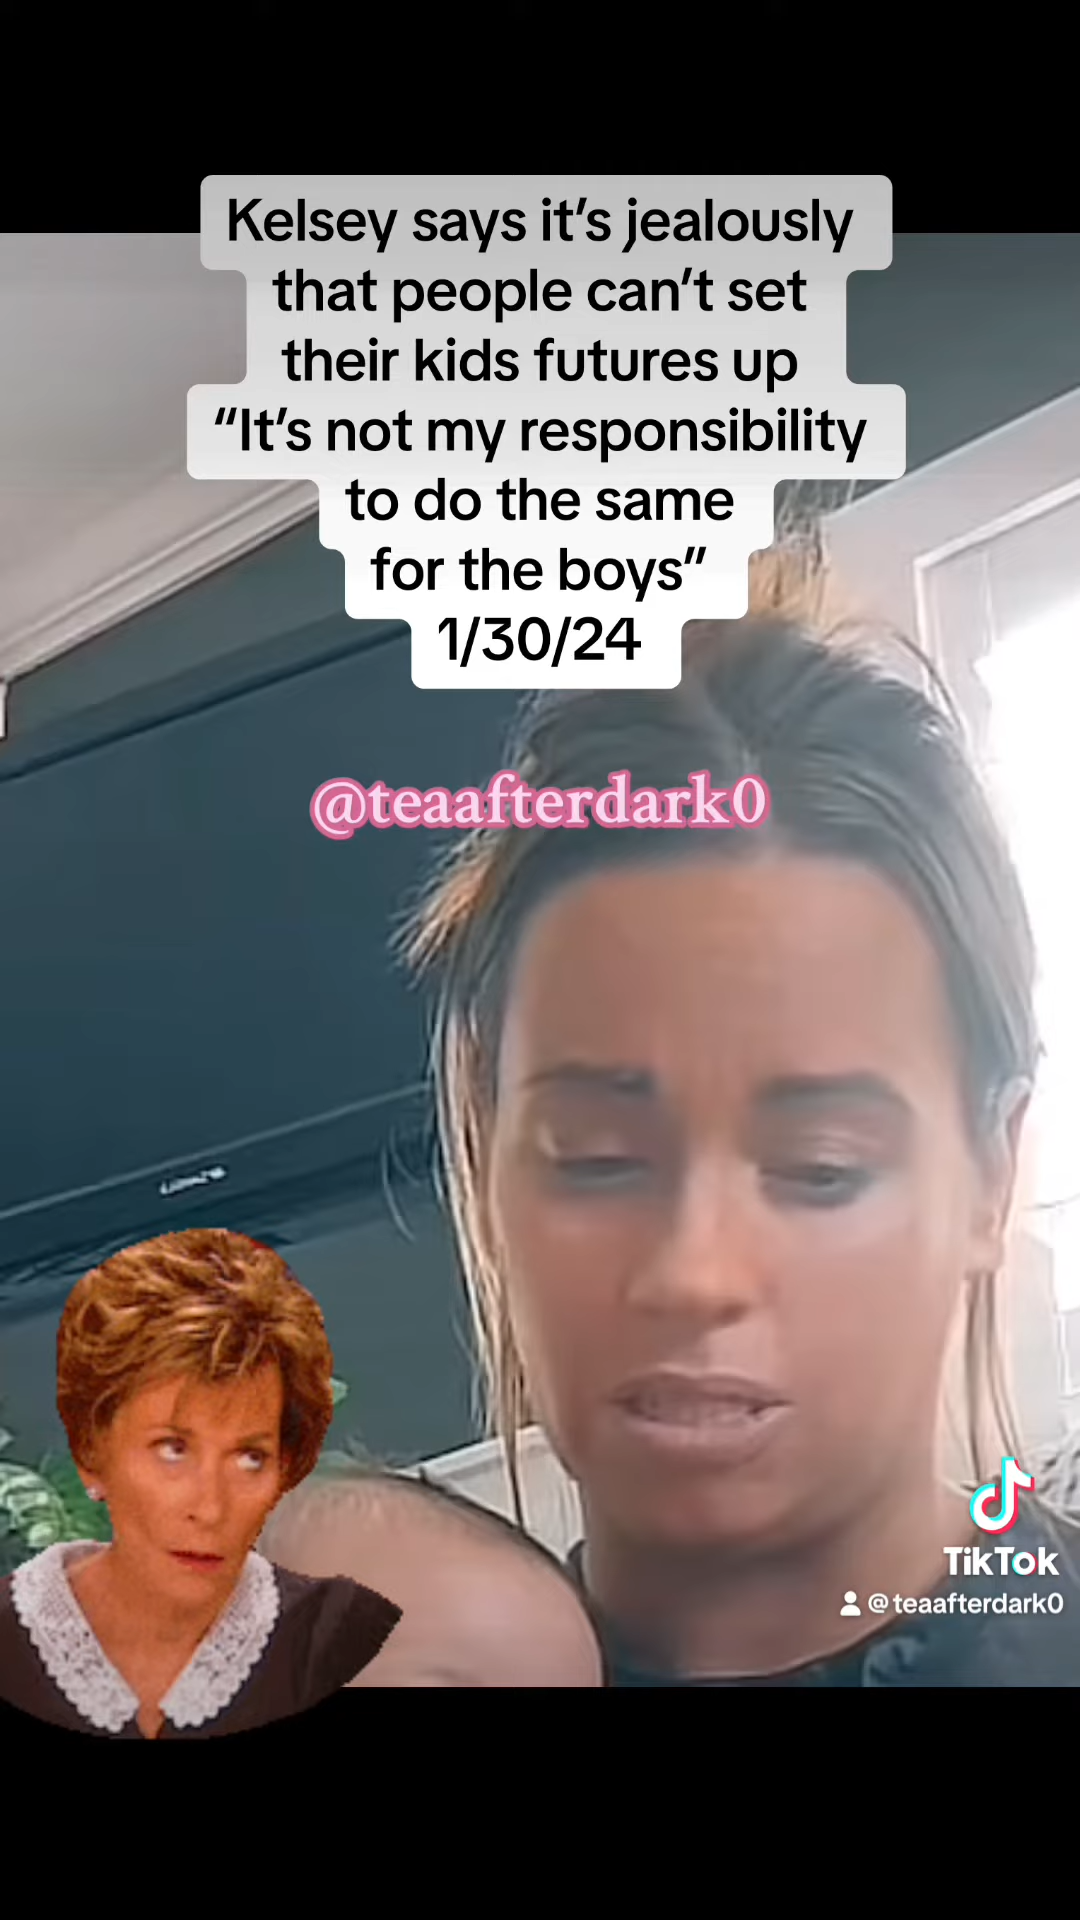 Kelsey says it’s jealously
that people can’t set
their kids futures up
“It’s not my responsibility
to do the same
for the boys”
1/30/24
@teaafterdark0
TikTok
@teaafterdark0